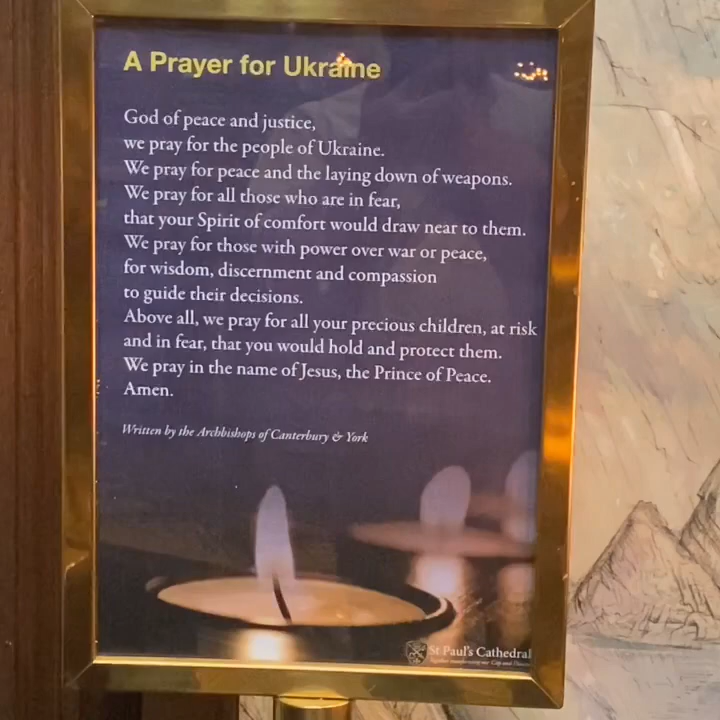 A Prayer for Ukraine
God of peace and justice,
we pray for the people of Ukraine.
We pray for peace and the laying down of weapons.
We pray for all those who are in fear,
that your Spirit of comfort would draw near to them.
We pray for those with power over war or peace,
for wisdom, discernment and compassion
to guide their decisions.
Above all, we pray for all your precious children, at risk
and in fear, that you would hold and protect them.
We pray in the name of Jesus, the Prince of Peace.
Amen.
Written by the Archbishops of Canterbury & York
St Paul's Cathedral